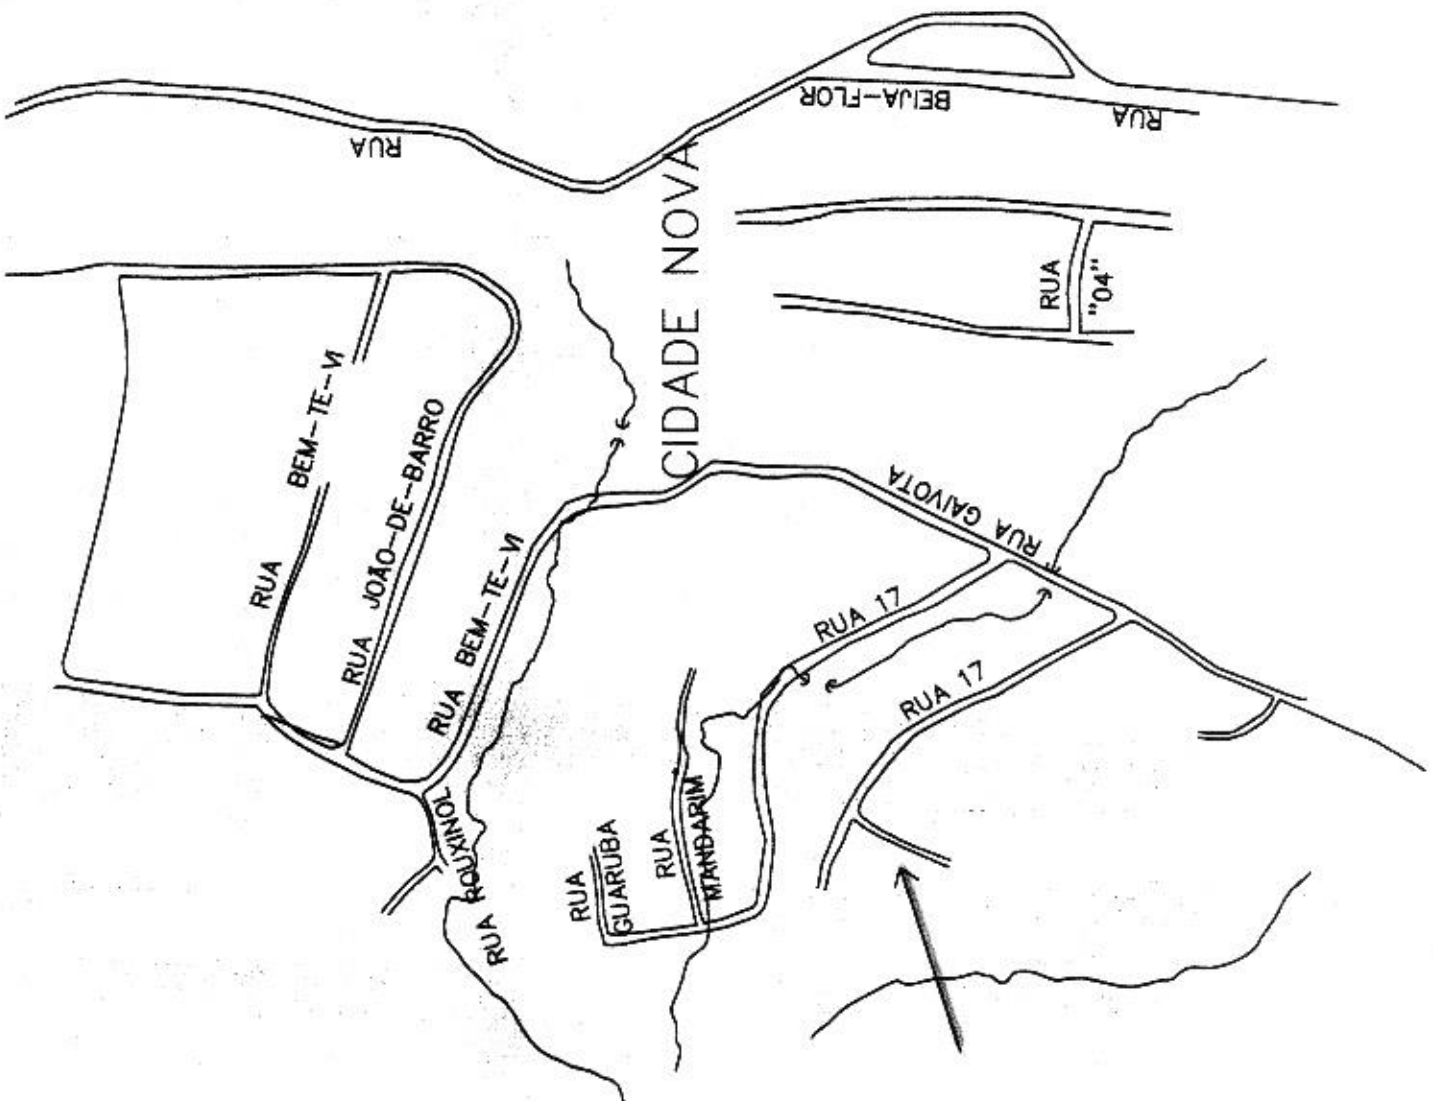 RUA
BEIJA-FLOR
RUA
CIDADE NOVA
RUA
"04"
BEM-TE-VI
RUA
RUA JOÃO-DE-BARRO
RUA BEM-TE-VI
RUA GAIVOTA
RUA 17
RUA 17
RUA ROUXINOL
RUA
GUARUBA
RUA
MANDARIM